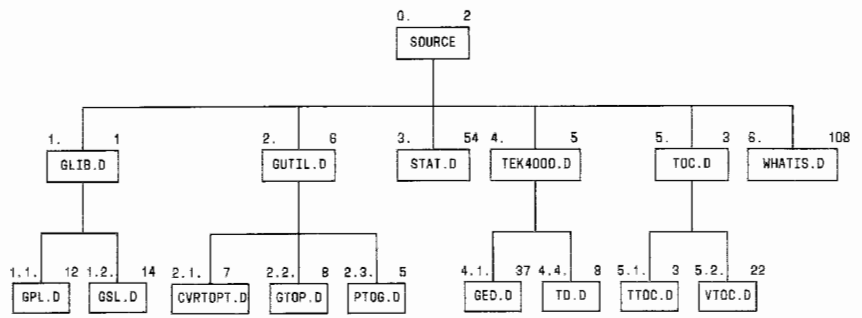 0. 2
SOURCE
1. 1 2. 6 3. 54 4. 5 5. 3 6. 108
GLIB.D GUTIL.D STAT.D TEK4000.D TOC.D WHATIS.D
1.1. 12 1.2. 14 2.1. 7 2.2. 8 2.3. 5 4.1. 37 4.4. 8 5.1. 3 5.2. 22
GPL.D GSL.D CVRTOPT.D GTOP.D PTOG.D GED.D TD.D TTOC.D VTOC.D